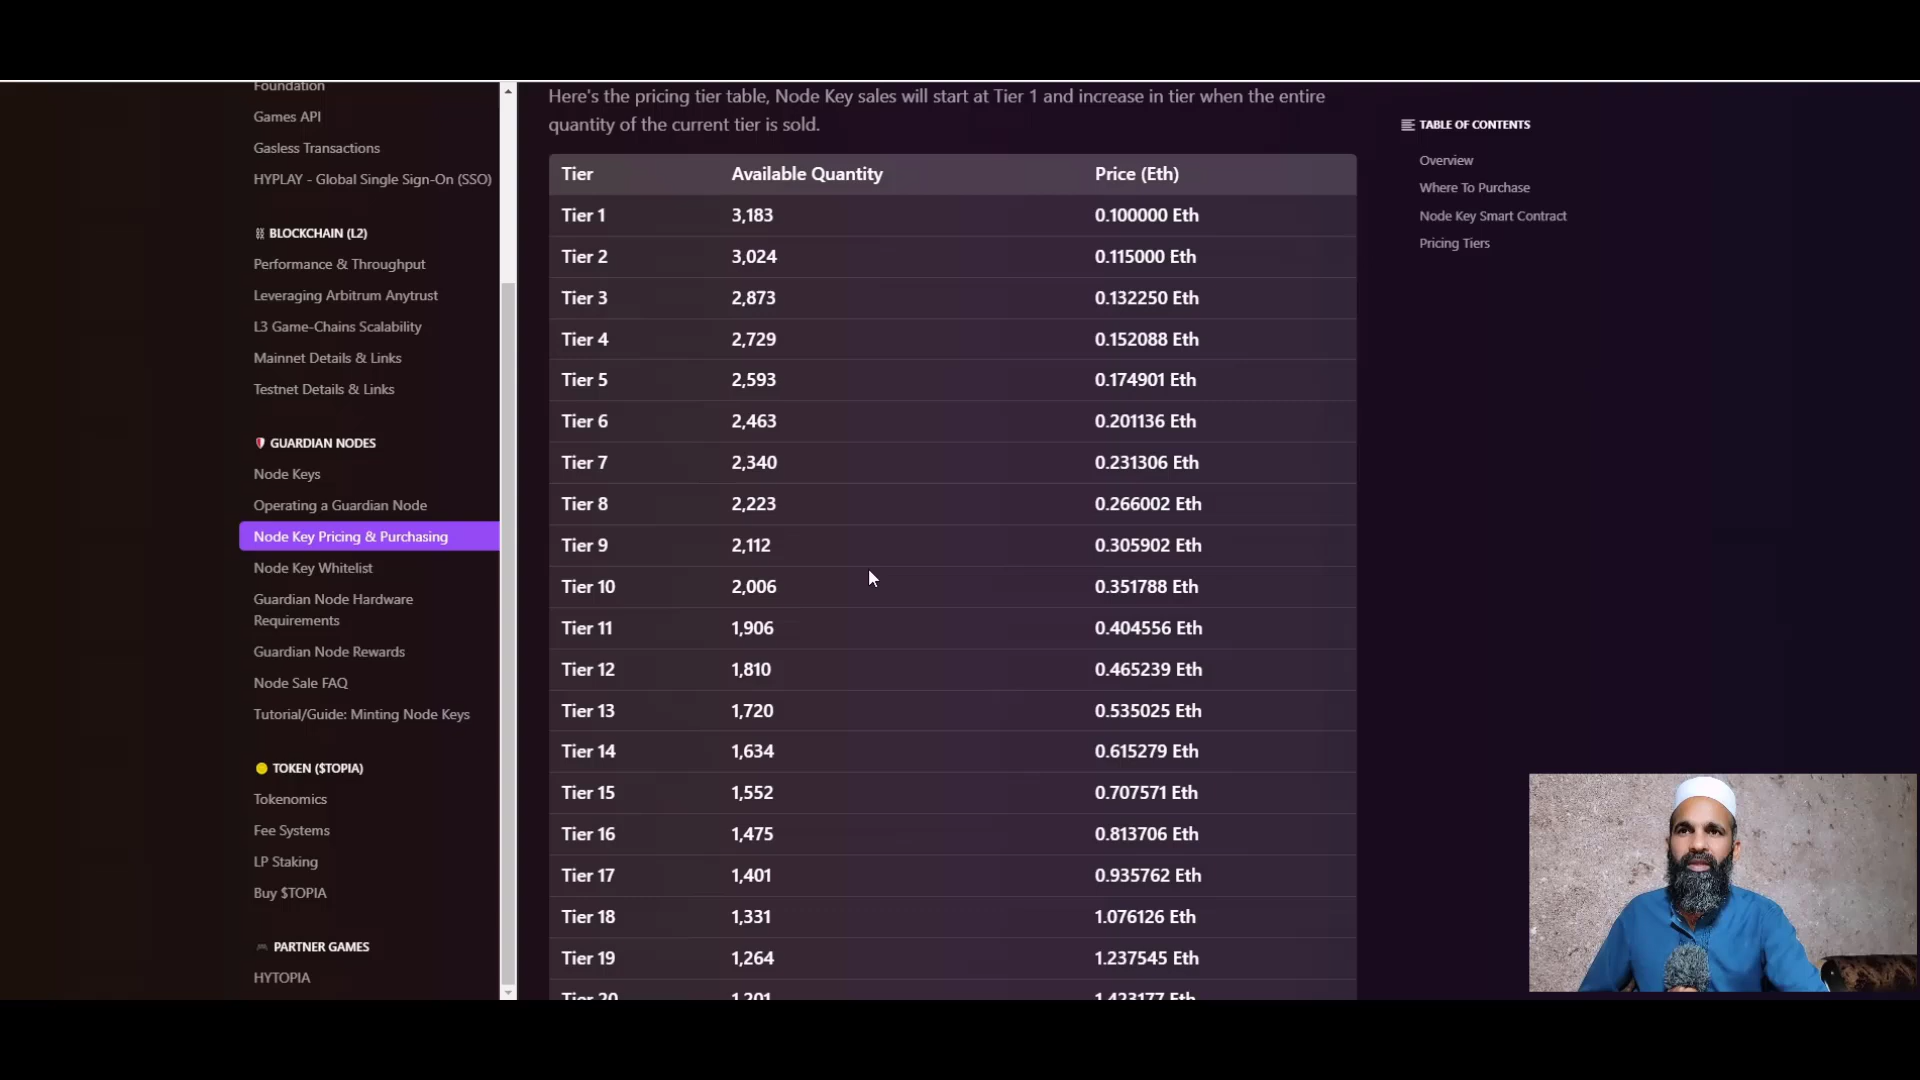 Foundation
Games API
Gasless Transactions
HYPLAY - Global Single Sign-On (SSO)
BLOCKCHAIN (L2)
Performance & Throughput
Leveraging Arbitrum Anytrust
L3 Game-Chains Scalability
Mainnet Details & Links
Testnet Details & Links
GUARDIAN NODES
Node Keys
Operating a Guardian Node
Node Key Pricing & Purchasing
Node Key Whitelist
Guardian Node Hardware
Requirements
Guardian Node Rewards
Node Sale FAQ
Tutorial/Guide: Minting Node Keys
TOKEN ($TOPIA)
Tokenomics
Fee Systems
LP Staking
Buy $TOPIA
PARTNER GAMES
HYTOPIA
Here's the pricing tier table, Node Key sales will start at Tier 1 and increase in tier when the entire
quantity of the current tier is sold.
Tier Available Quantity Price (Eth)
Tier 1 3,183 0.100000 Eth
Tier 2 3,024 0.115000 Eth
Tier 3 2,873 0.132250 Eth
Tier 4 2,729 0.152088 Eth
Tier 5 2,593 0.174901 Eth
Tier 6 2,463 0.201136 Eth
Tier 7 2,340 0.231306 Eth
Tier 8 2,223 0.266002 Eth
Tier 9 2,112 0.305902 Eth
Tier 10 2,006 0.351788 Eth
Tier 11 1,906 0.404556 Eth
Tier 12 1,810 0.465239 Eth
Tier 13 1,720 0.535025 Eth
Tier 14 1,634 0.615279 Eth
Tier 15 1,552 0.707571 Eth
Tier 16 1,475 0.813706 Eth
Tier 17 1,401 0.935762 Eth
Tier 18 1,331 1.076126 Eth
Tier 19 1,264 1.237545 Eth
Tier 20 1,201 1.423177 Eth
TABLE OF CONTENTS
Overview
Where To Purchase
Node Key Smart Contract
Pricing Tiers